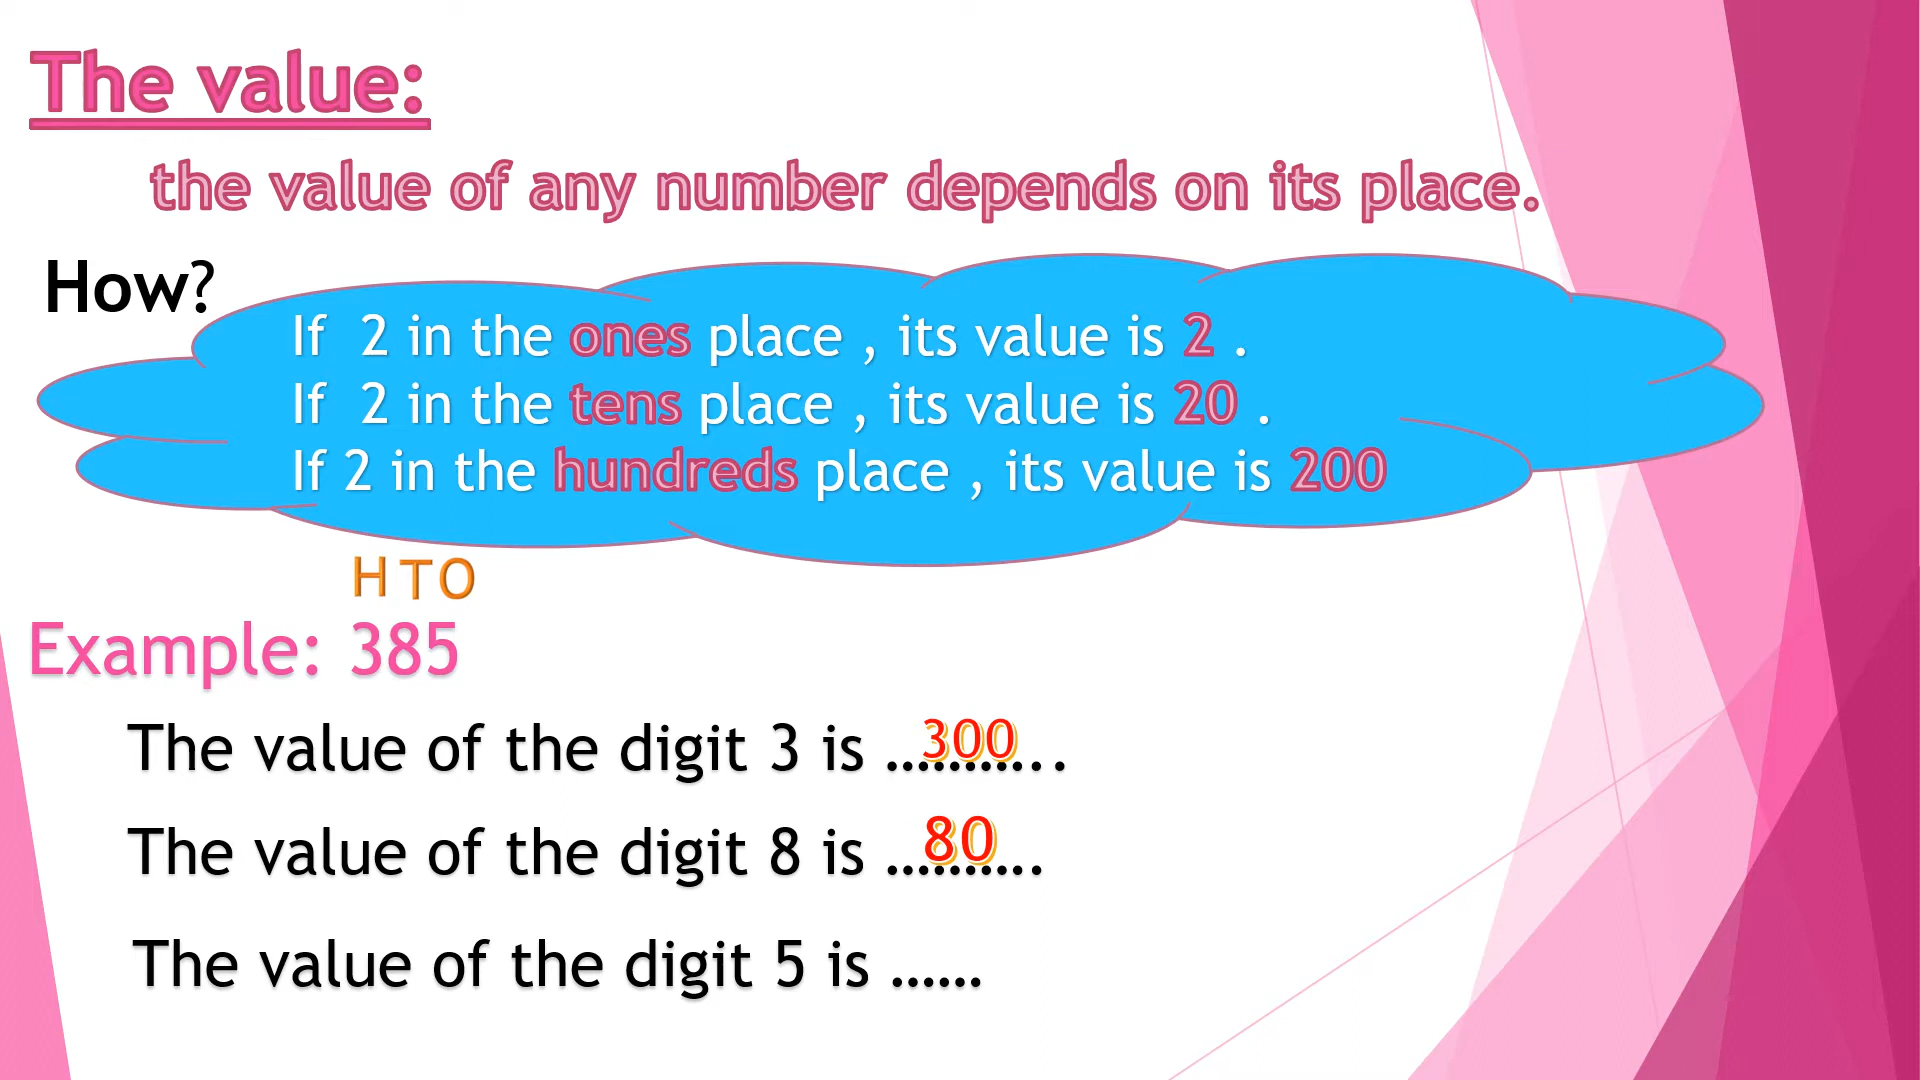 The value:
the value of any number depends on its place.
How?
If 2 in the ones place , its value is 2 .
If 2 in the tens place , its value is 20 .
If 2 in the hundreds place , its value is 200
H T O
Example: 385
The value of the digit 3 is ……….. 300
The value of the digit 8 is ………. 80
The value of the digit 5 is ……